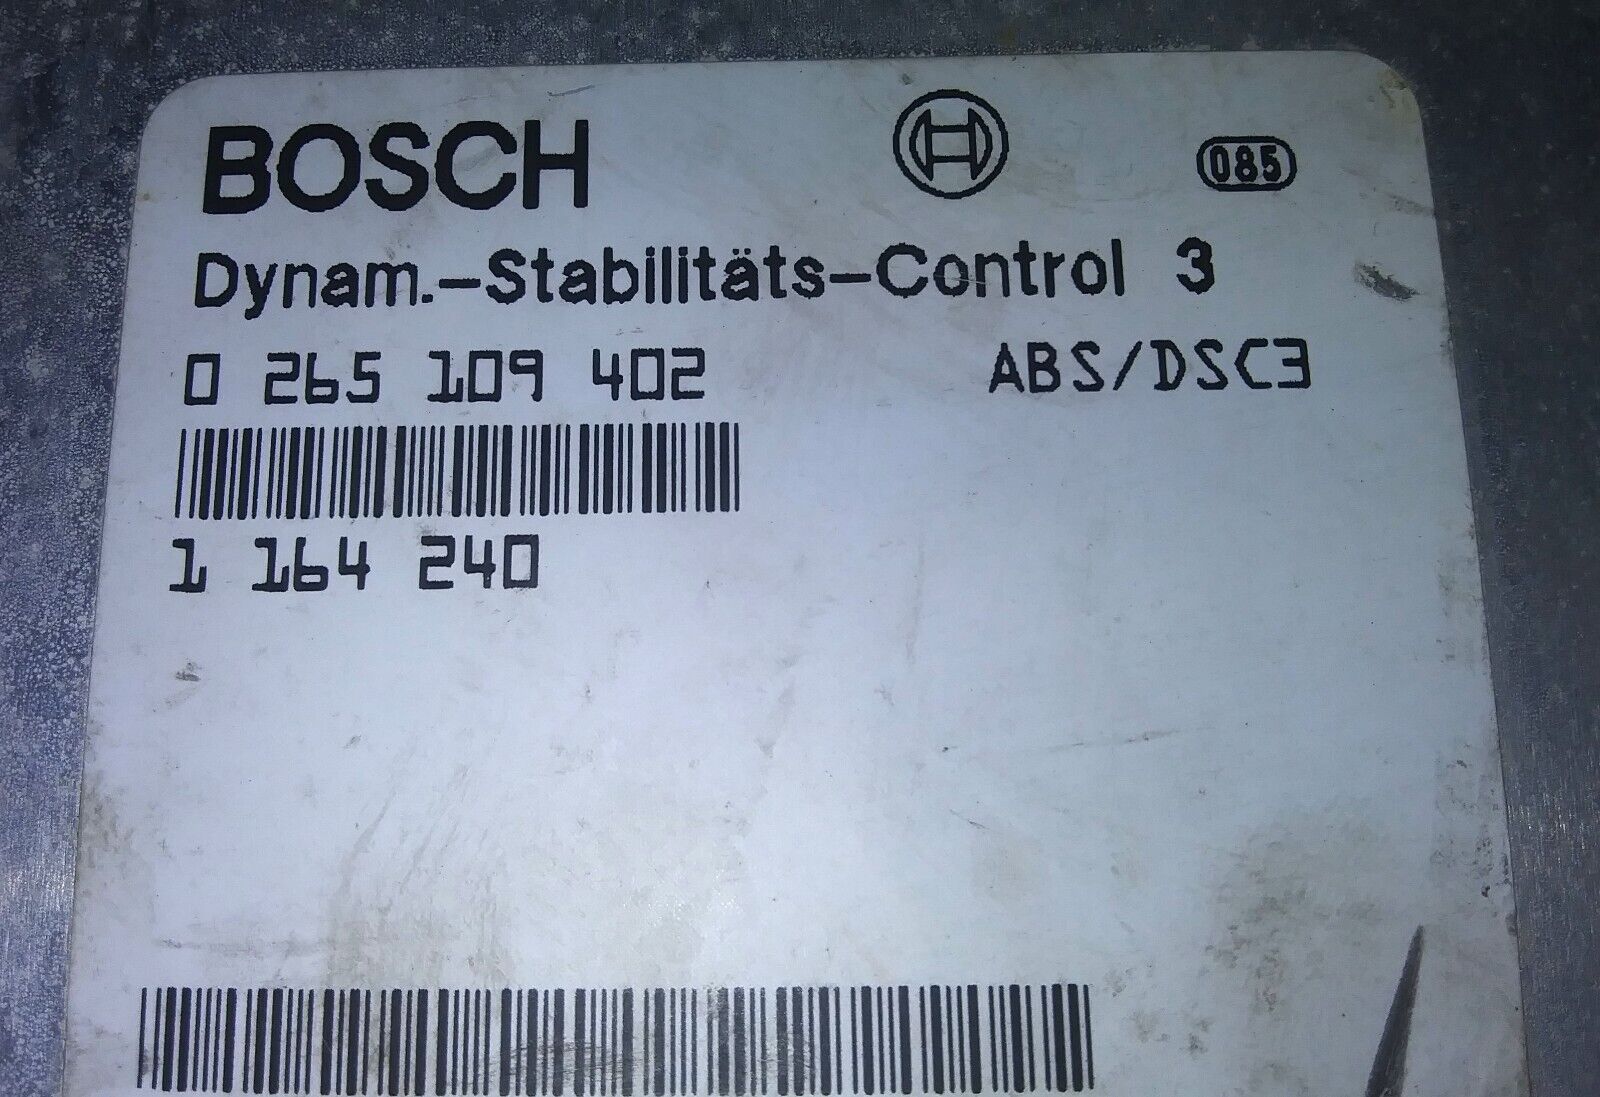 BOSCH 085
Dynam.-Stabilitäts-Control 3
0 265 109 402 ABS/DSC3
1 164 240